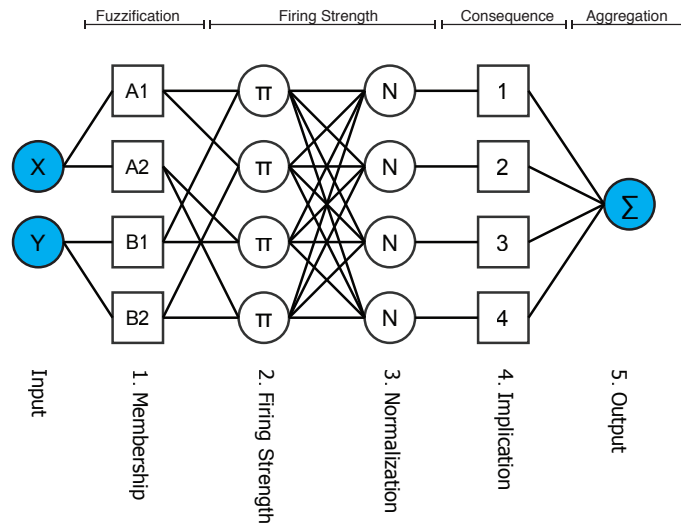 Fuzzification Firing Strength Consequence Aggregation
A1 π N 1
X A2 π N 2
Σ
Y B1 π N 3
B2 π N 4
Input
1. Membership
2. Firing Strength
3. Normalization
4. Implication
5. Output